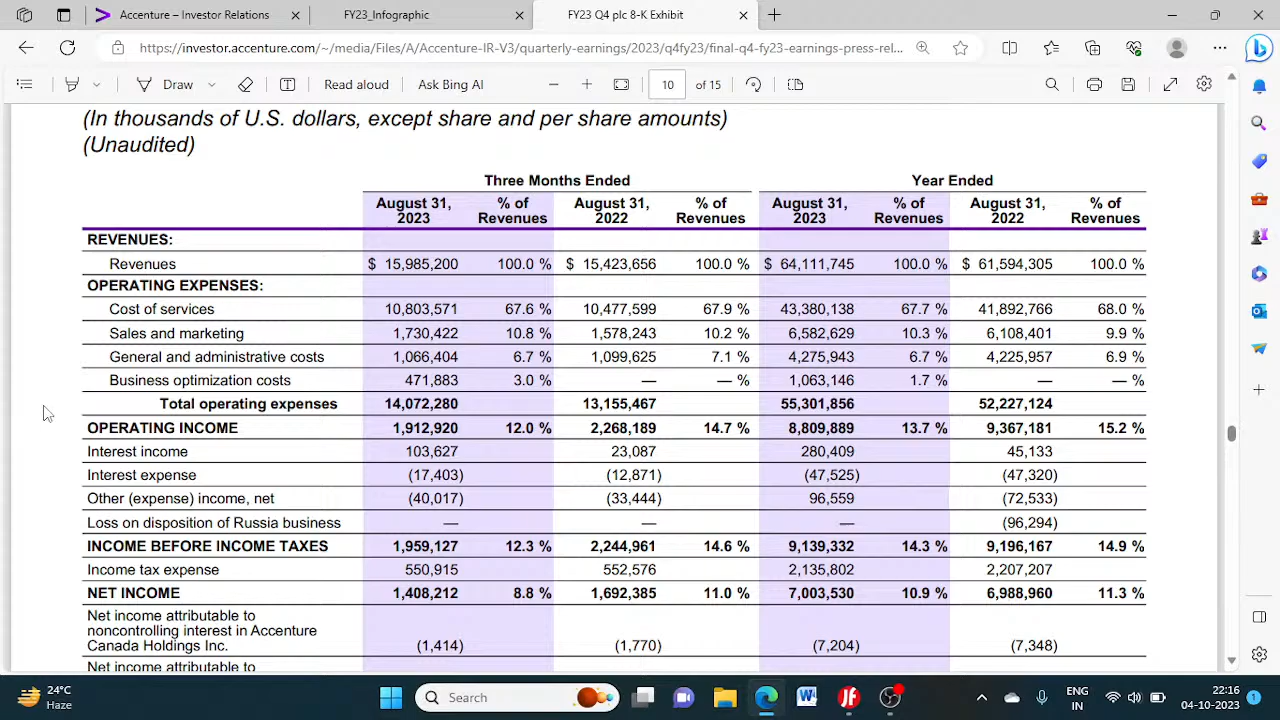 Accenture – Investor Relations
FY23_Infographic
FY23 Q4 plc 8-K Exhibit
https://investor.accenture.com/~/media/Files/A/Accenture-IR-V3/quarterly-earnings/2023/q4fy23/final-q4-fy23-earnings-press-rel...
Draw
Read aloud
Ask Bing AI
10 of 15
(In thousands of U.S. dollars, except share and per share amounts)
(Unaudited)
Three Months Ended Year Ended
August 31, 2023 % of Revenues August 31, 2022 % of Revenues August 31, 2023 % of Revenues August 31, 2022 % of Revenues
REVENUES:
Revenues $ 15,985,200 100.0 % $ 15,423,656 100.0 % $ 64,111,745 100.0 % $ 61,594,305 100.0 %
OPERATING EXPENSES:
Cost of services 10,803,571 67.6 % 10,477,599 67.9 % 43,380,138 67.7 % 41,892,766 68.0 %
Sales and marketing 1,730,422 10.8 % 1,578,243 10.2 % 6,582,629 10.3 % 6,108,401 9.9 %
General and administrative costs 1,066,404 6.7 % 1,099,625 7.1 % 4,275,943 6.7 % 4,225,957 6.9 %
Business optimization costs 471,883 3.0 % — — % 1,063,146 1.7 % — — %
Total operating expenses 14,072,280 13,155,467 55,301,856 52,227,124
OPERATING INCOME 1,912,920 12.0 % 2,268,189 14.7 % 8,809,889 13.7 % 9,367,181 15.2 %
Interest income 103,627 23,087 280,409 45,133
Interest expense (17,403) (12,871) (47,525) (47,320)
Other (expense) income, net (40,017) (33,444) 96,559 (72,533)
Loss on disposition of Russia business — — — (96,294)
INCOME BEFORE INCOME TAXES 1,959,127 12.3 % 2,244,961 14.6 % 9,139,332 14.3 % 9,196,167 14.9 %
Income tax expense 550,915 552,576 2,135,802 2,207,207
NET INCOME 1,408,212 8.8 % 1,692,385 11.0 % 7,003,530 10.9 % 6,988,960 11.3 %
Net income attributable to
noncontrolling interest in Accenture
Canada Holdings Inc. (1,414) (1,770) (7,204) (7,348)
Net income attributable to
24°C
Haze
Search
ENG
IN
22:16
04-10-2023